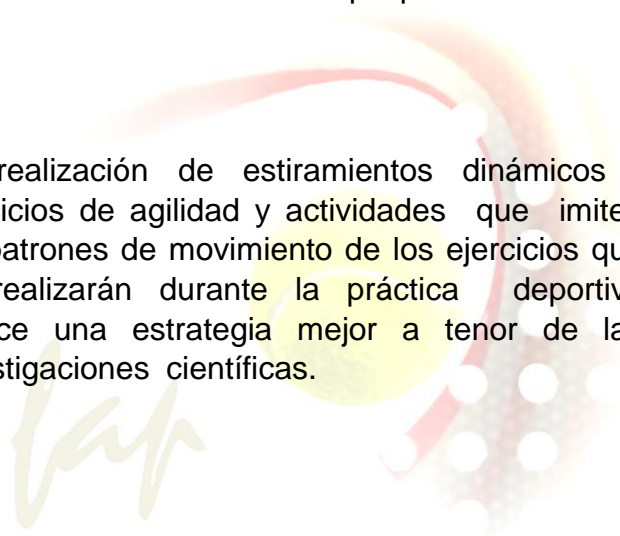 realización de estiramientos dinámicos
icios de agilidad y actividades que imite
patrones de movimiento de los ejercicios qu
realizarán durante la práctica deportiv
ce una estrategia mejor a tenor de la
stigaciones científicas.
fap